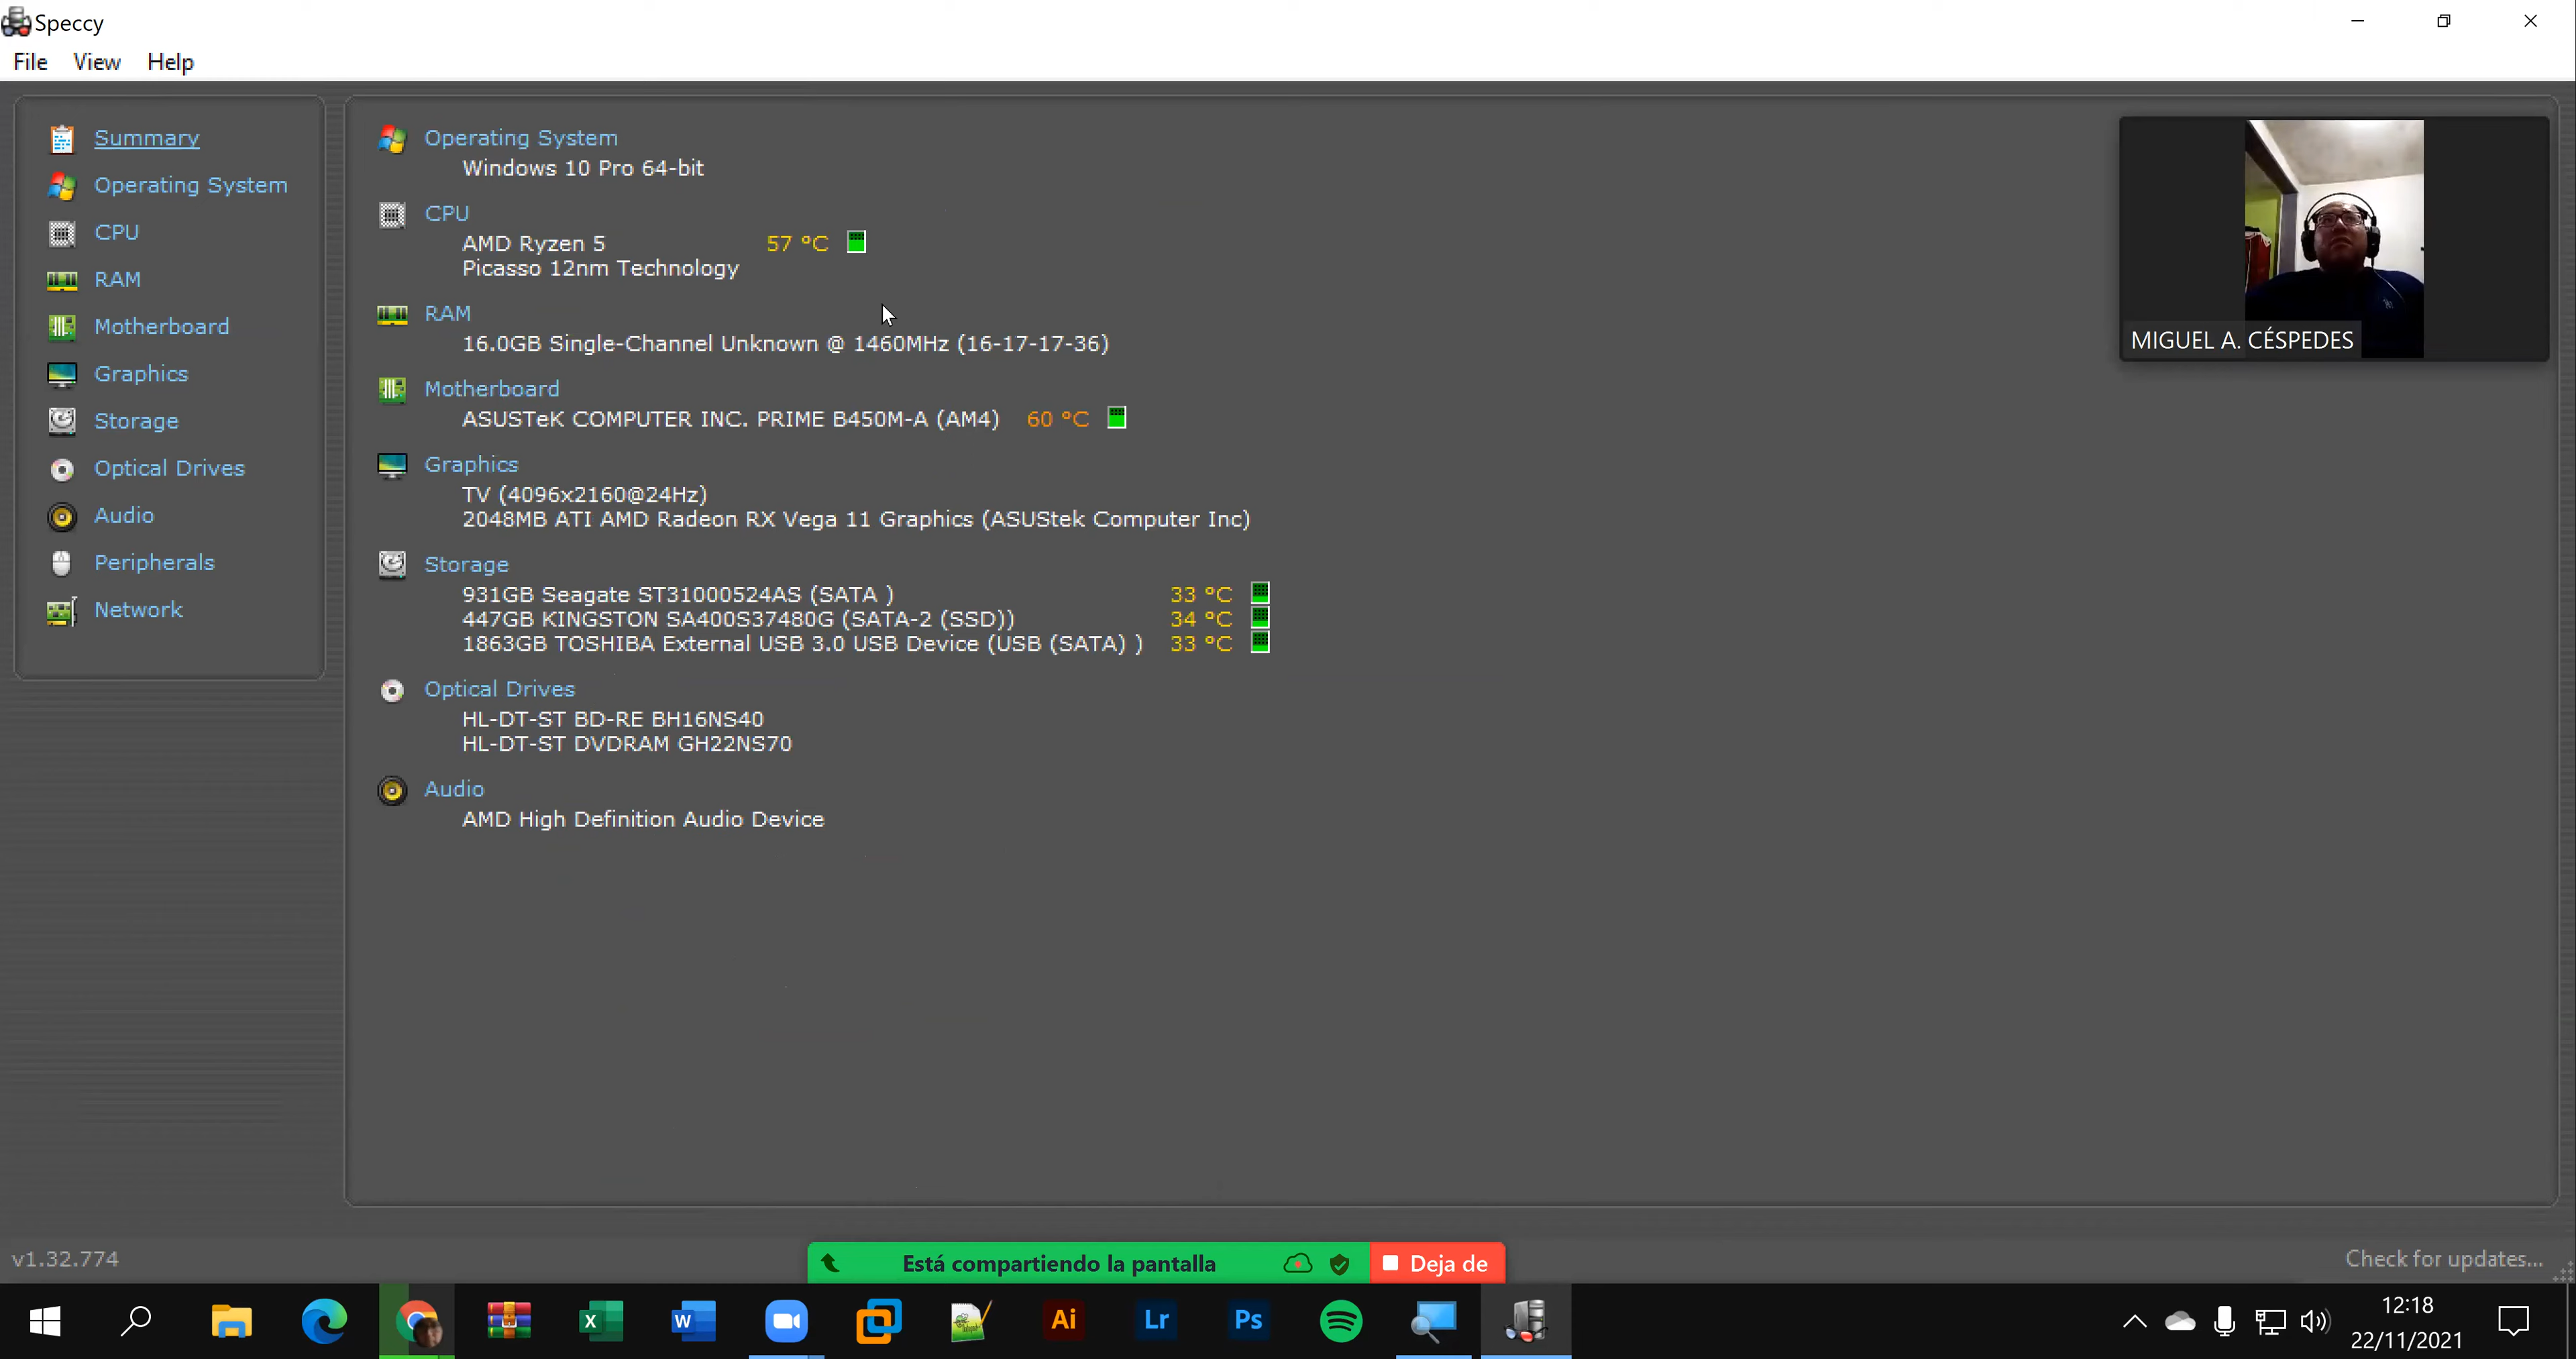 Speccy
File View Help
Summary
Operating System
CPU
RAM
Motherboard
Graphics
Storage
Optical Drives
Audio
Peripherals
Network
Operating System
Windows 10 Pro 64-bit
CPU
AMD Ryzen 5 57 °C
Picasso 12nm Technology
RAM
16.0GB Single-Channel Unknown @ 1460MHz (16-17-17-36)
Motherboard
ASUSTeK COMPUTER INC. PRIME B450M-A (AM4) 60 °C
Graphics
TV (4096x2160@24Hz)
2048MB ATI AMD Radeon RX Vega 11 Graphics (ASUStek Computer Inc)
Storage
931GB Seagate ST31000524AS (SATA ) 33 °C
447GB KINGSTON SA400S37480G (SATA-2 (SSD)) 34 °C
1863GB TOSHIBA External USB 3.0 USB Device (USB (SATA) ) 33 °C
Optical Drives
HL-DT-ST BD-RE BH16NS40
HL-DT-ST DVDRAM GH22NS70
Audio
AMD High Definition Audio Device
MIGUEL A. CÉSPEDES
v1.32.774
Está compartiendo la pantalla
Deja de
Check for updates...
X
W
Ai
Lr
Ps
12:18
22/11/2021